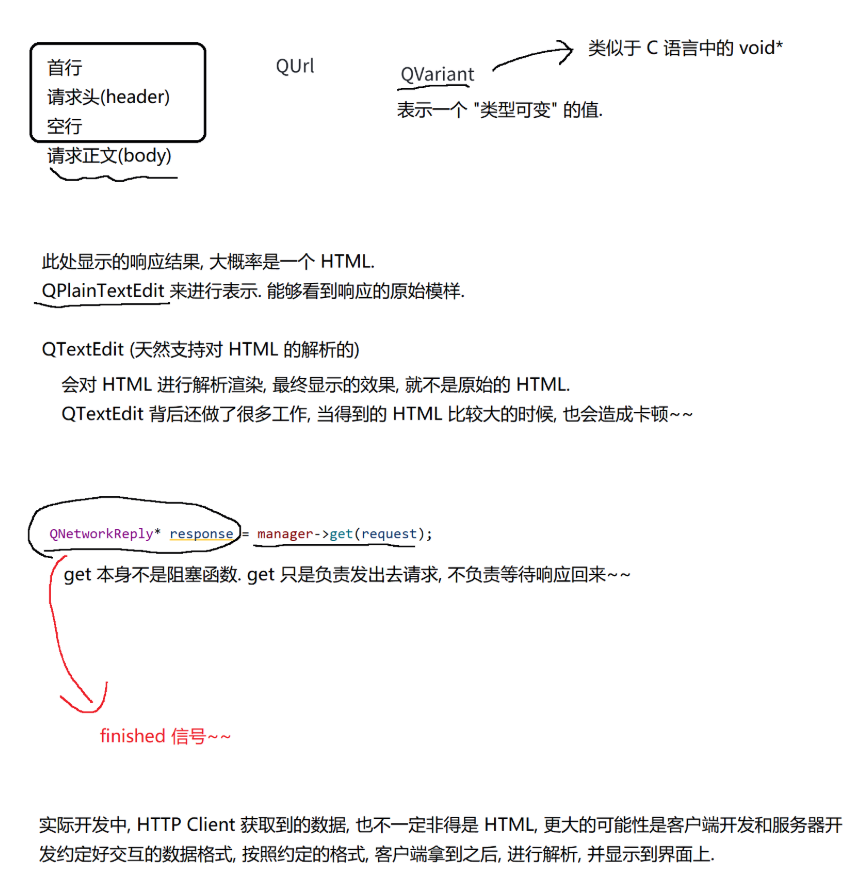 首行
请求头(header)
空行
请求正文(body)
QUrl
QVariant
类似于 C 语言中的 void*
表示一个 "类型可变" 的值.
此处显示的响应结果, 大概率是一个 HTML.
QPlainTextEdit 来进行表示. 能够看到响应的原始模样.
QTextEdit (天然支持对 HTML 的解析的)
会对 HTML 进行解析渲染, 最终显示的效果, 就不是原始的 HTML.
QTextEdit 背后还做了很多工作, 当得到的 HTML 比较大的时候, 也会造成卡顿~~
QNetworkReply* response = manager->get(request);
get 本身不是阻塞函数. get 只是负责发出去请求, 不负责等待响应回来~~
finished 信号~~
实际开发中, HTTP Client 获取到的数据, 也不一定非得是 HTML, 更大的可能性是客户端开发和服务器开
发约定好交互的数据格式, 按照约定的格式, 客户端拿到之后, 进行解析, 并显示到界面上.